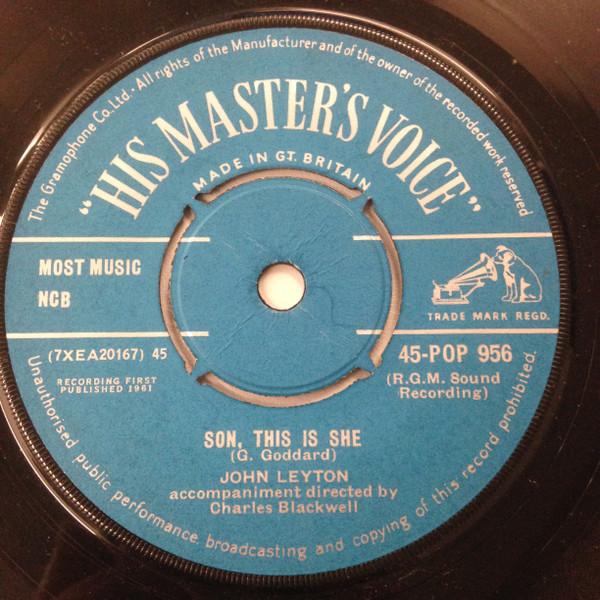 The Gramophone Co. Ltd. · All rights of the Manufacturer and of the owner of the recorded work reserved
"HIS MASTER'S VOICE"
MADE IN GT. BRITAIN
MOST MUSIC
NCB
TRADE MARK REGD.
(7XEA20167) 45
RECORDING FIRST
PUBLISHED 1961
45-POP 956
(R.G.M. Sound
Recording)
SON, THIS IS SHE
(G. Goddard)
JOHN LEYTON
accompaniment directed by
Charles Blackwell
Unauthorised public performance broadcasting and copying of this record prohibited.